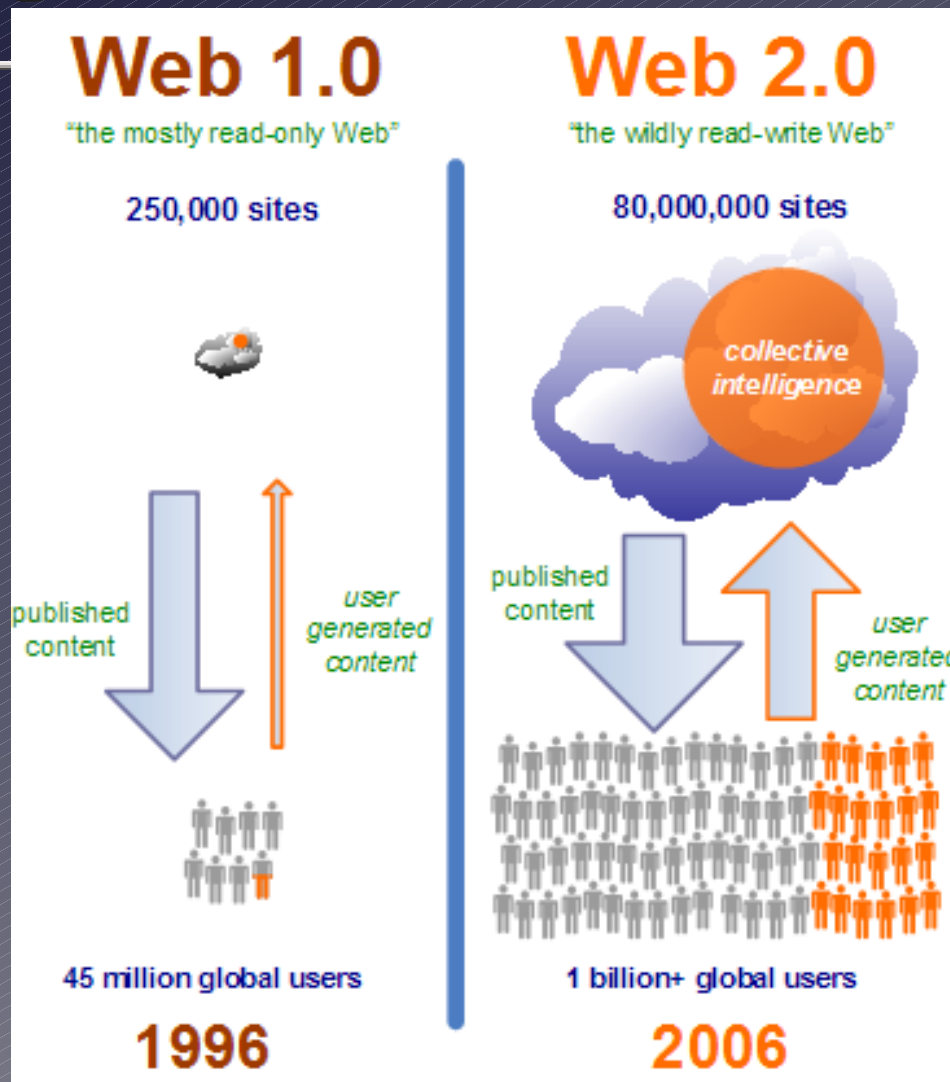 Web 1.0
"the mostly read-only Web"
250,000 sites
published
content
user
generated
content
45 million global users
1996
Web 2.0
"the wildly read-write Web"
80,000,000 sites
collective
intelligence
published
content
user
generated
content
1 billion+ global users
2006